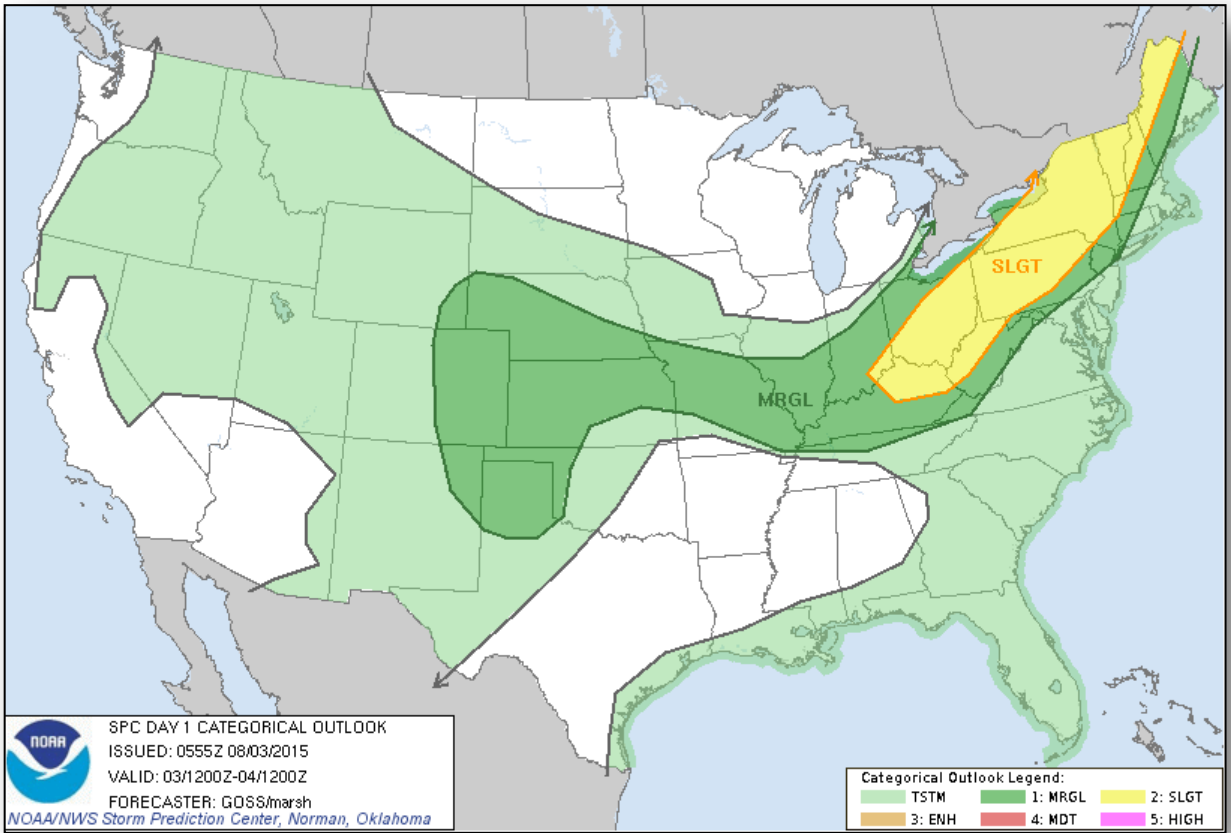 SLGT
MRGL
NOAA
SPC DAY 1 CATEGORICAL OUTLOOK
ISSUED: 0555Z 08/03/2015
VALID: 03/1200Z-04/1200Z
FORECASTER: GOSS/marsh
NOAA/NWS Storm Prediction Center, Norman, Oklahoma
Categorical Outlook Legend:
TSTM 1: MRGL 2: SLGT
3: ENH 4: MDT 5: HIGH